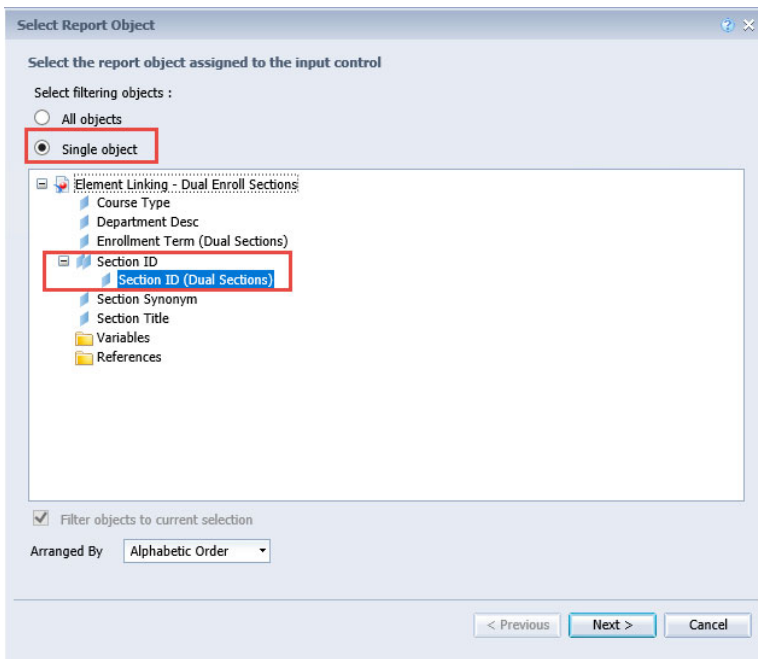 Select Report Object
Select the report object assigned to the input control
Select filtering objects :
All objects
Single object
Element Linking - Dual Enroll Sections
Course Type
Department Desc
Enrollment Term (Dual Sections)
Section ID
Section ID (Dual Sections)
Section Synonym
Section Title
Variables
References
Filter objects to current selection
Arranged By Alphabetic Order
< Previous Next > Cancel